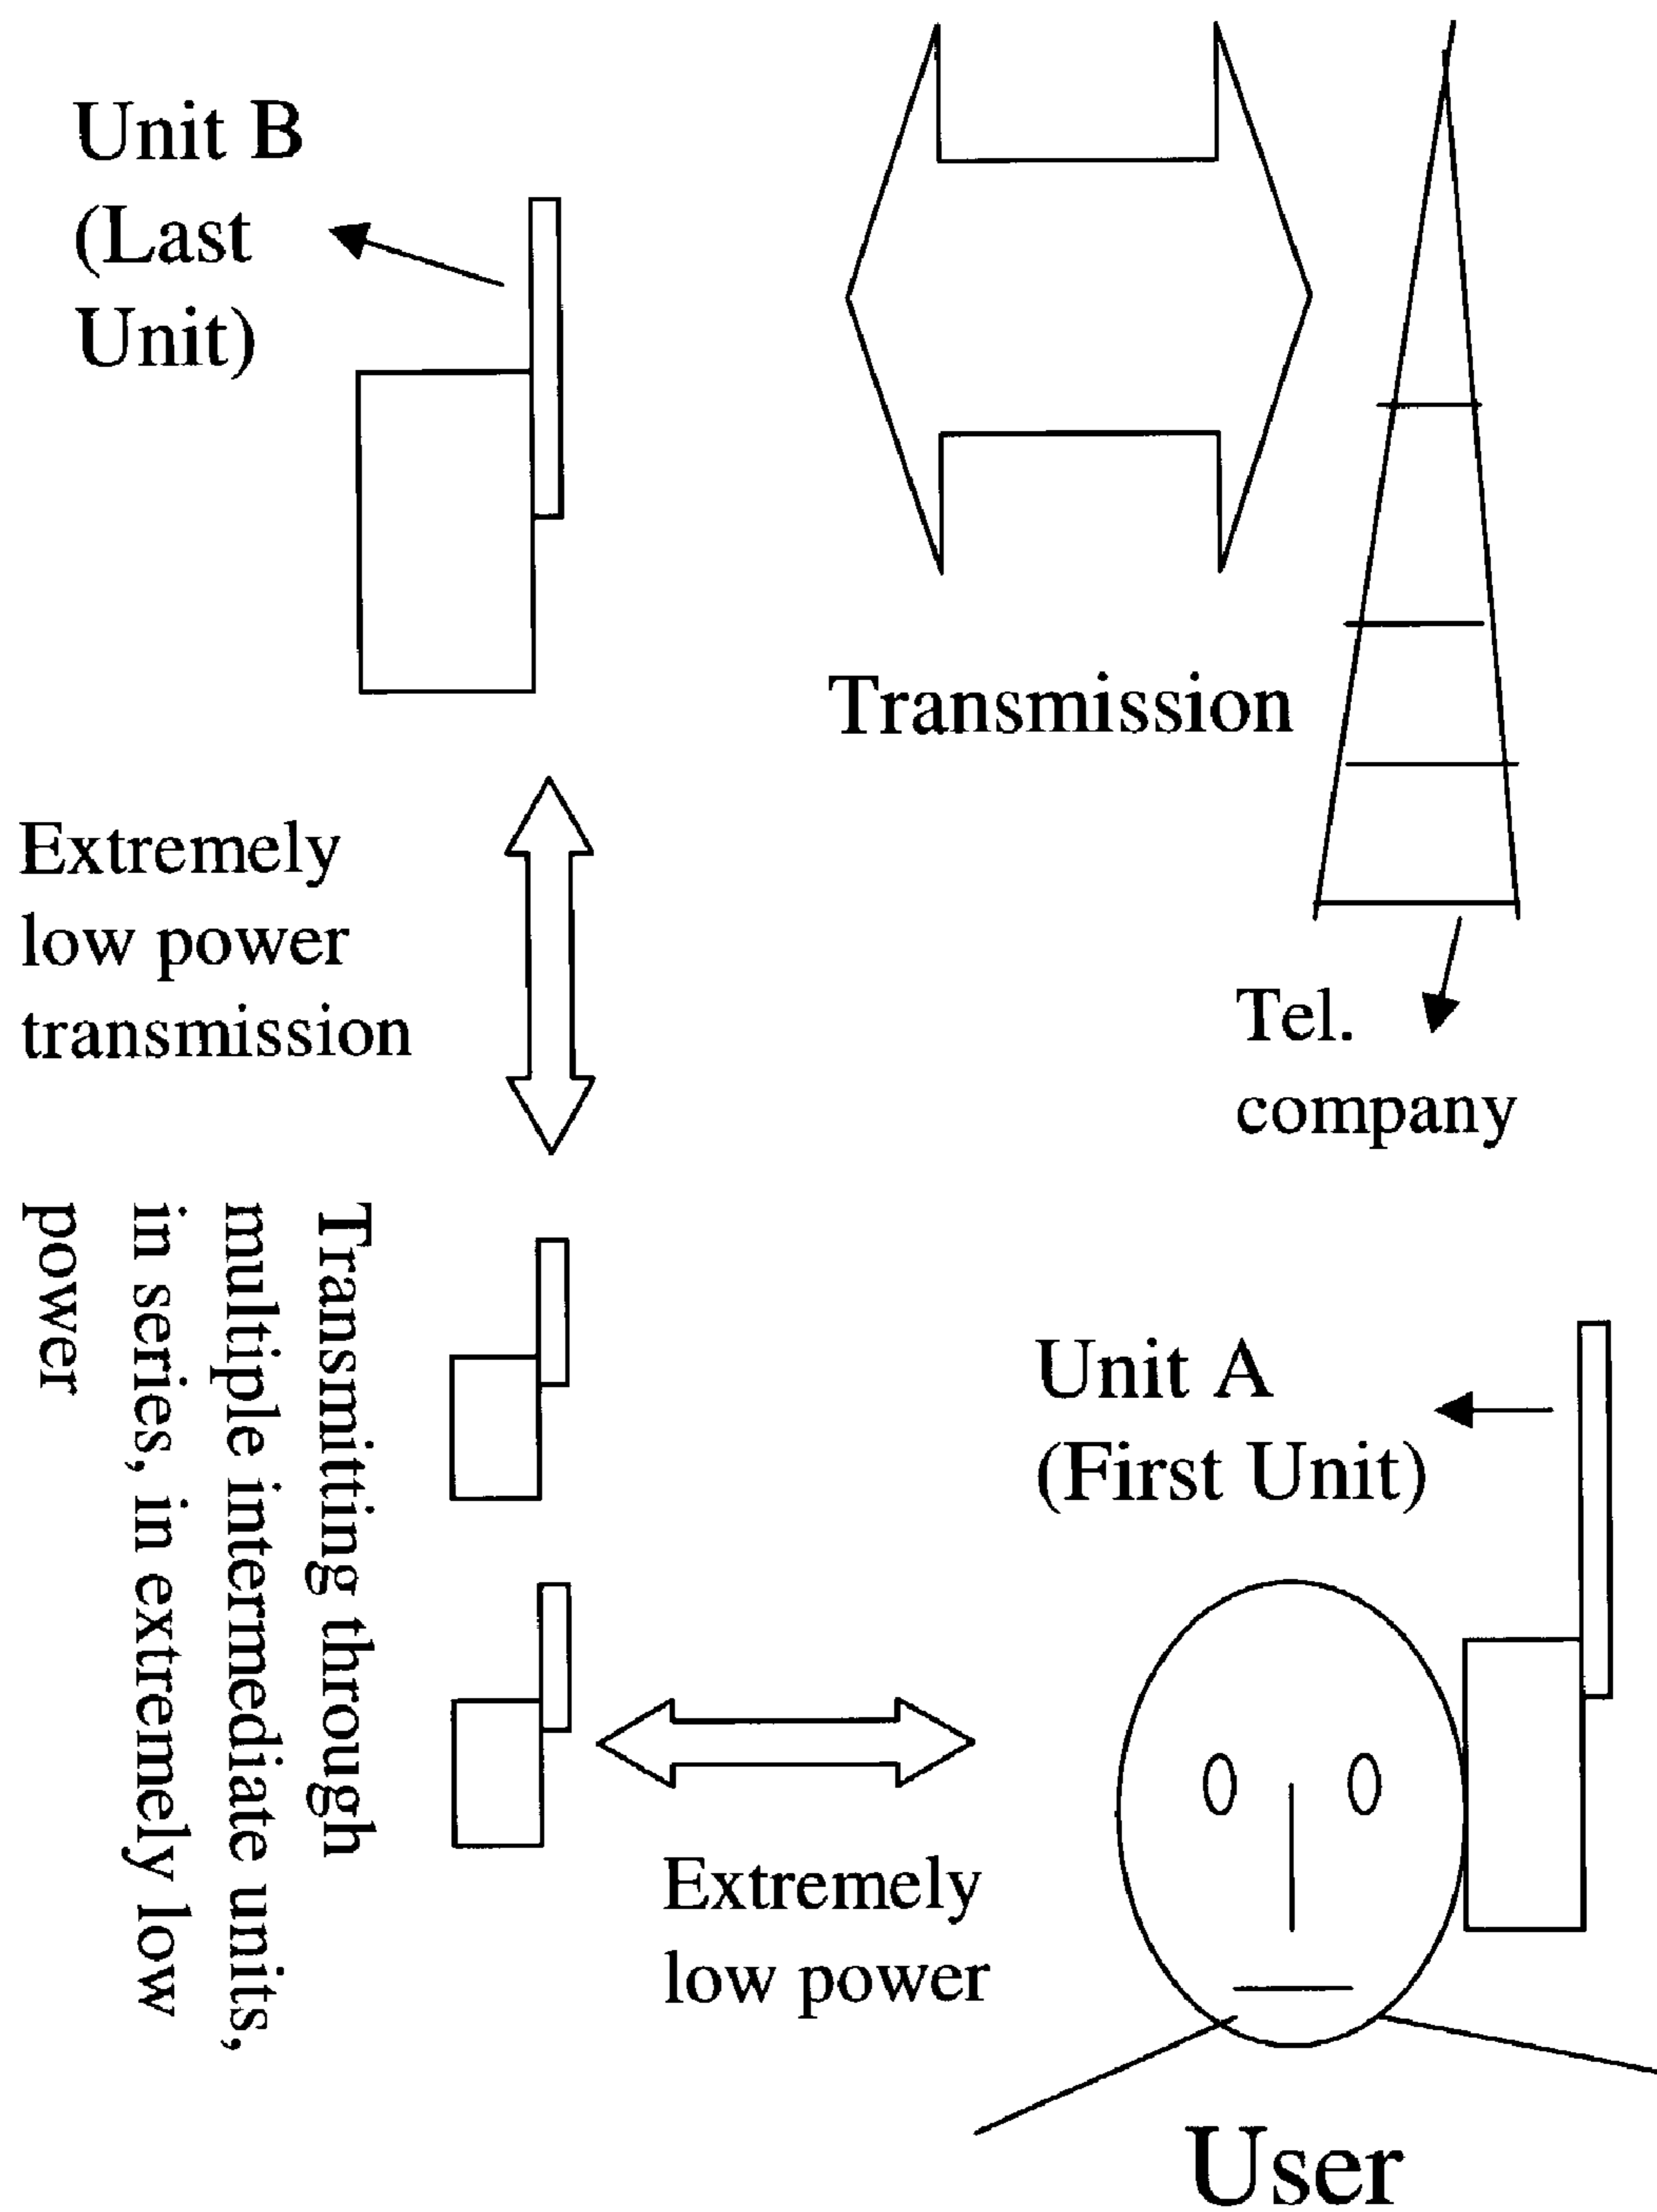 Unit B
(Last
Unit)
Transmission
Extremely
low power
transmission
Tel.
company
Transmitting through
multiple intermediate units,
in series, in extremely low
power
Unit A
(First Unit)
Extremely
low power
User